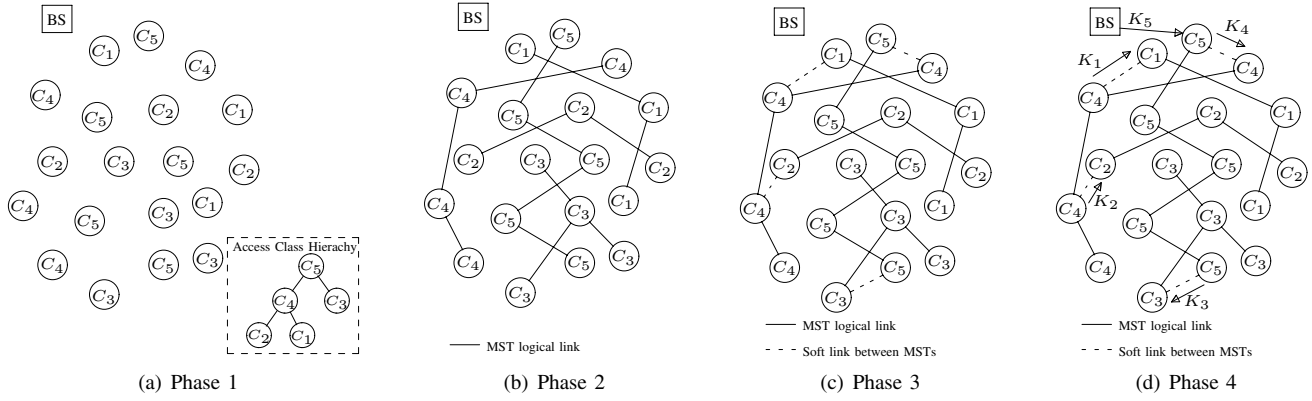 BS
C₅
C₁
C₄
C₄
C₅ C₂ C₁
C₂ C₃ C₅ C₂
C₄ C₅ C₃ C₁
C₄ C₅ C₃
C₃
Access Class Hierachy
C₅
C₄ C₃
C₂ C₁
(a) Phase 1
BS
C₅
C₁
C₄
C₄
C₅ C₂ C₁
C₂ C₃ C₅ C₂
C₄ C₅ C₃ C₁
C₄ C₅ C₃
C₃
MST logical link
(b) Phase 2
BS
C₅
C₁
C₄
C₄
C₅ C₂ C₁
C₂ C₃ C₅ C₂
C₄ C₅ C₃ C₁
C₄ C₅ C₃
C₃
MST logical link
Soft link between MSTs
(c) Phase 3
BS K₅ C₅ K₄
K₁ C₁ C₄
C₄
C₅ C₂ C₁
C₂ C₃ C₅ C₂
C₄ K₂ C₅ C₃ C₁
C₄ C₅ C₃
C₃ K₃
MST logical link
Soft link between MSTs
(d) Phase 4